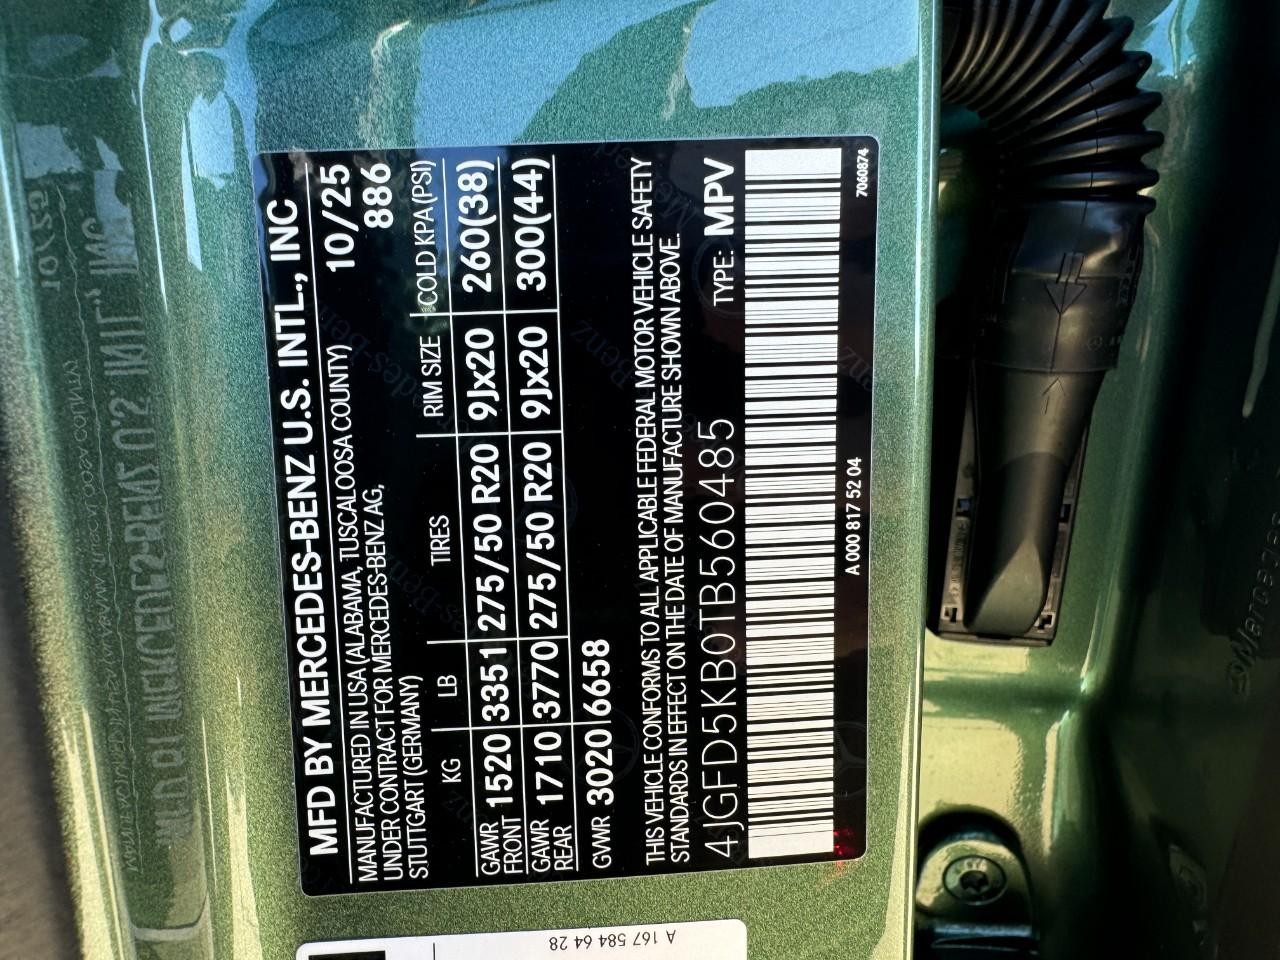 MFD BY MERCEDES-BENZ U.S. INTL., INC
MANUFACTURED IN USA (ALABAMA, TUSCALOOSA COUNTY) 10/25
UNDER CONTRACT FOR MERCEDES-BENZ AG, 886
STUTTGART (GERMANY)
KG LB TIRES RIM SIZE COLD KPA (PSI)
GAWR FRONT 1520 3351 275/50 R20 9Jx20 260(38)
GAWR REAR 1710 3770 275/50 R20 9Jx20 300(44)
GVWR 3020 6658
THIS VEHICLE CONFORMS TO ALL APPLICABLE FEDERAL MOTOR VEHICLE SAFETY
STANDARDS IN EFFECT ON THE DATE OF MANUFACTURE SHOWN ABOVE.
4JGFD5KB0TB560485 TYPE: MPV
A 000 817 52 04 7060874
A 167 584 64 28